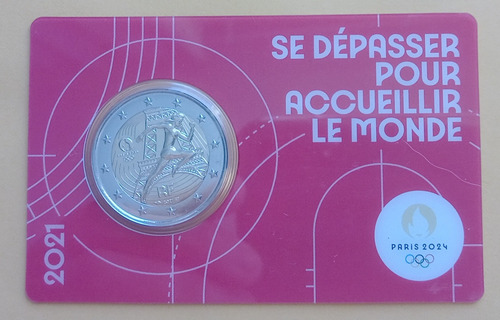 SE DÉPASSER
POUR
ACCUEILLIR
LE MONDE
2021
PARIS 2024